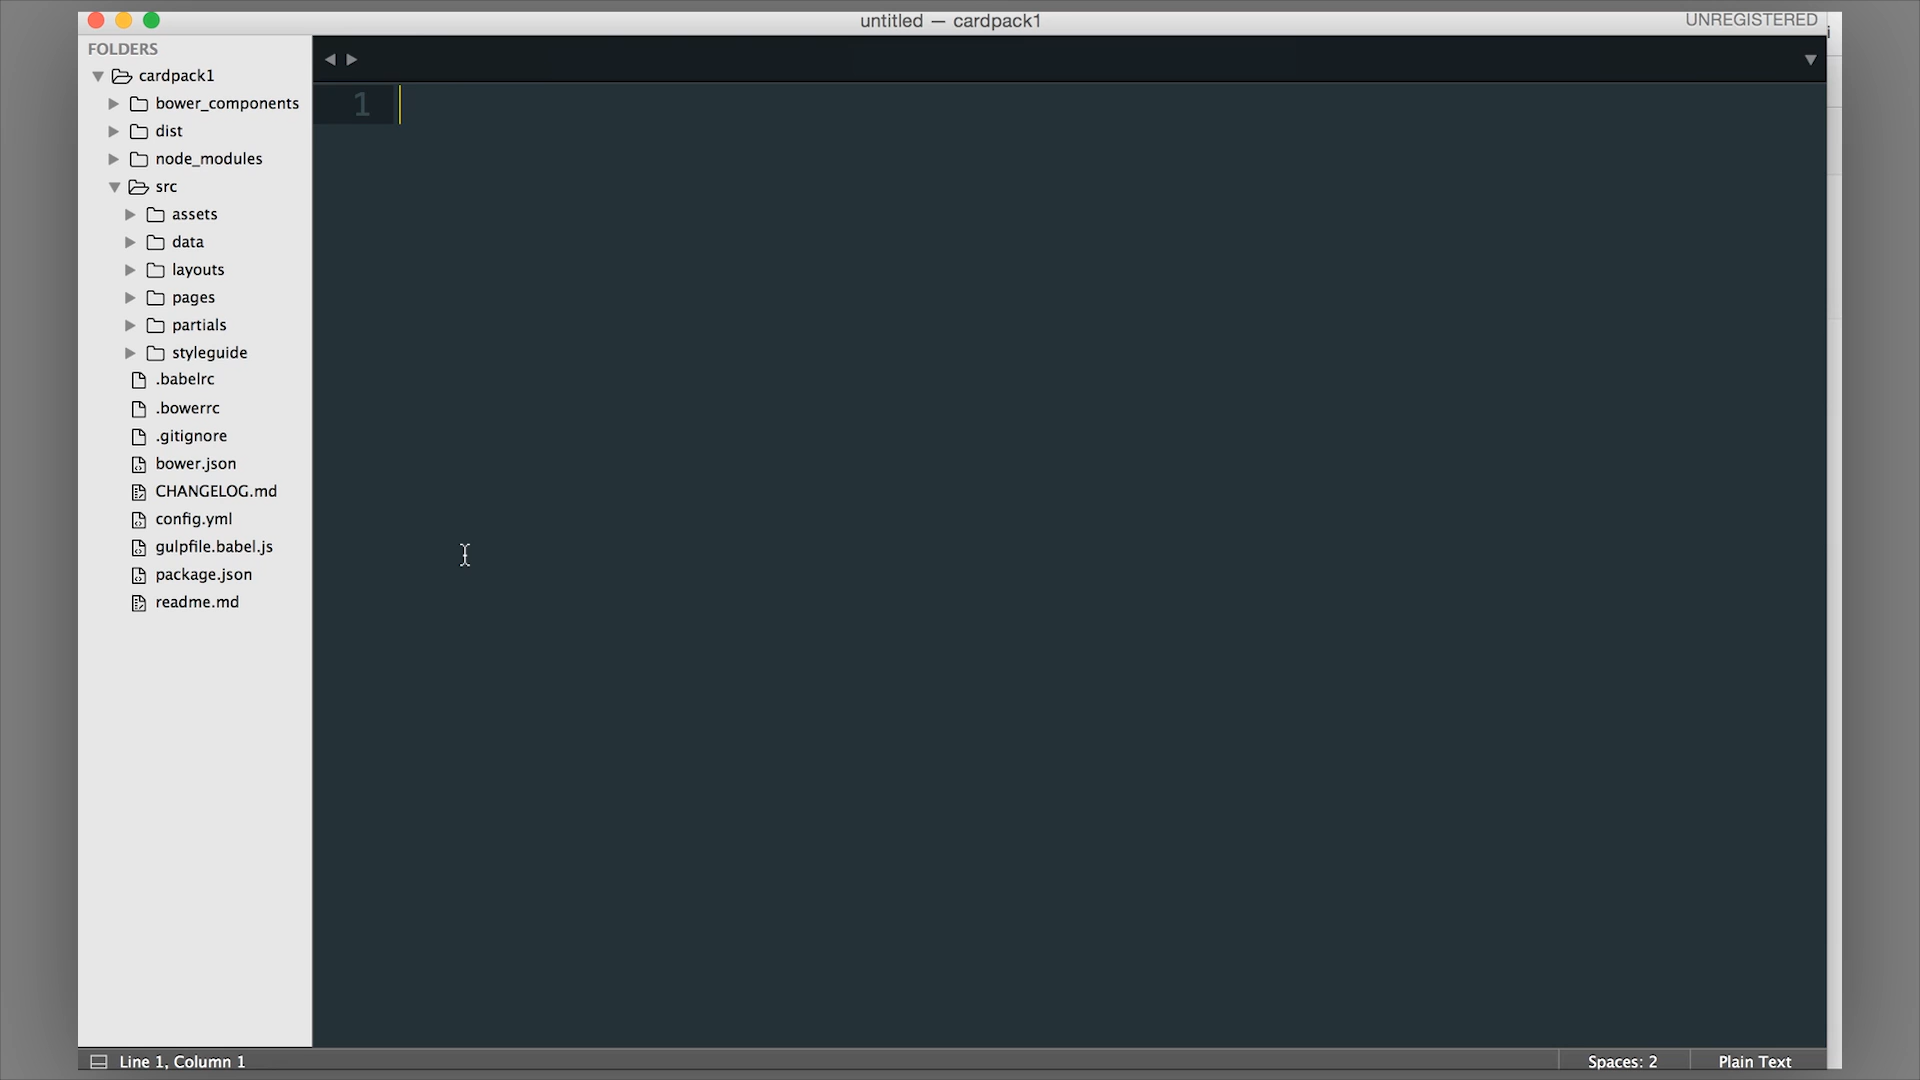 untitled — cardpack1
UNREGISTERED
FOLDERS
cardpack1
bower_components
dist
node_modules
src
assets
data
layouts
pages
partials
styleguide
.babelrc
.bowerrc
.gitignore
bower.json
CHANGELOG.md
config.yml
gulpfile.babel.js
package.json
readme.md
1
Line 1, Column 1
Spaces: 2
Plain Text